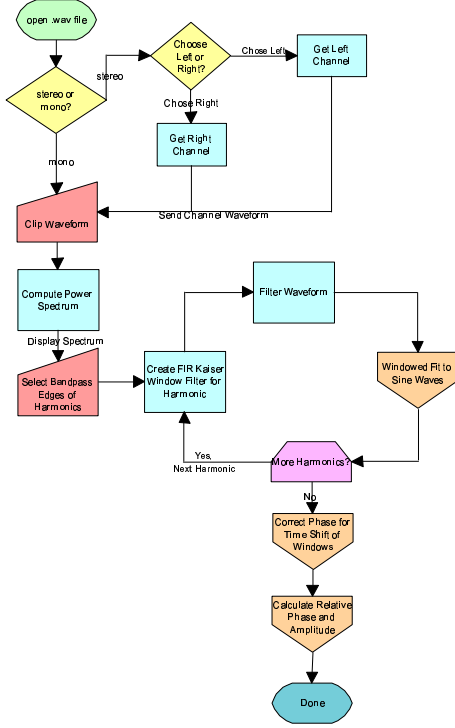 open .wav file
stereo or
mono?
stereo
Choose
Left or
Right?
Chose Left
Get Left
Channel
Chose Right
Get Right
Channel
mono
Send Channel Waveform
Clip Waveform
Compute Power
Spectrum
Display Spectrum
Select Bandpass
Edges of
Harmonics
Create FIR Kaiser
Window Filter for
Harmonic
Filter Waveform
Windowed Fit to
Sine Waves
More Harmonics?
Yes,
Next Harmonic
No
Correct Phase for
Time Shift of
Windows
Calculate Relative
Phase and
Amplitude
Done